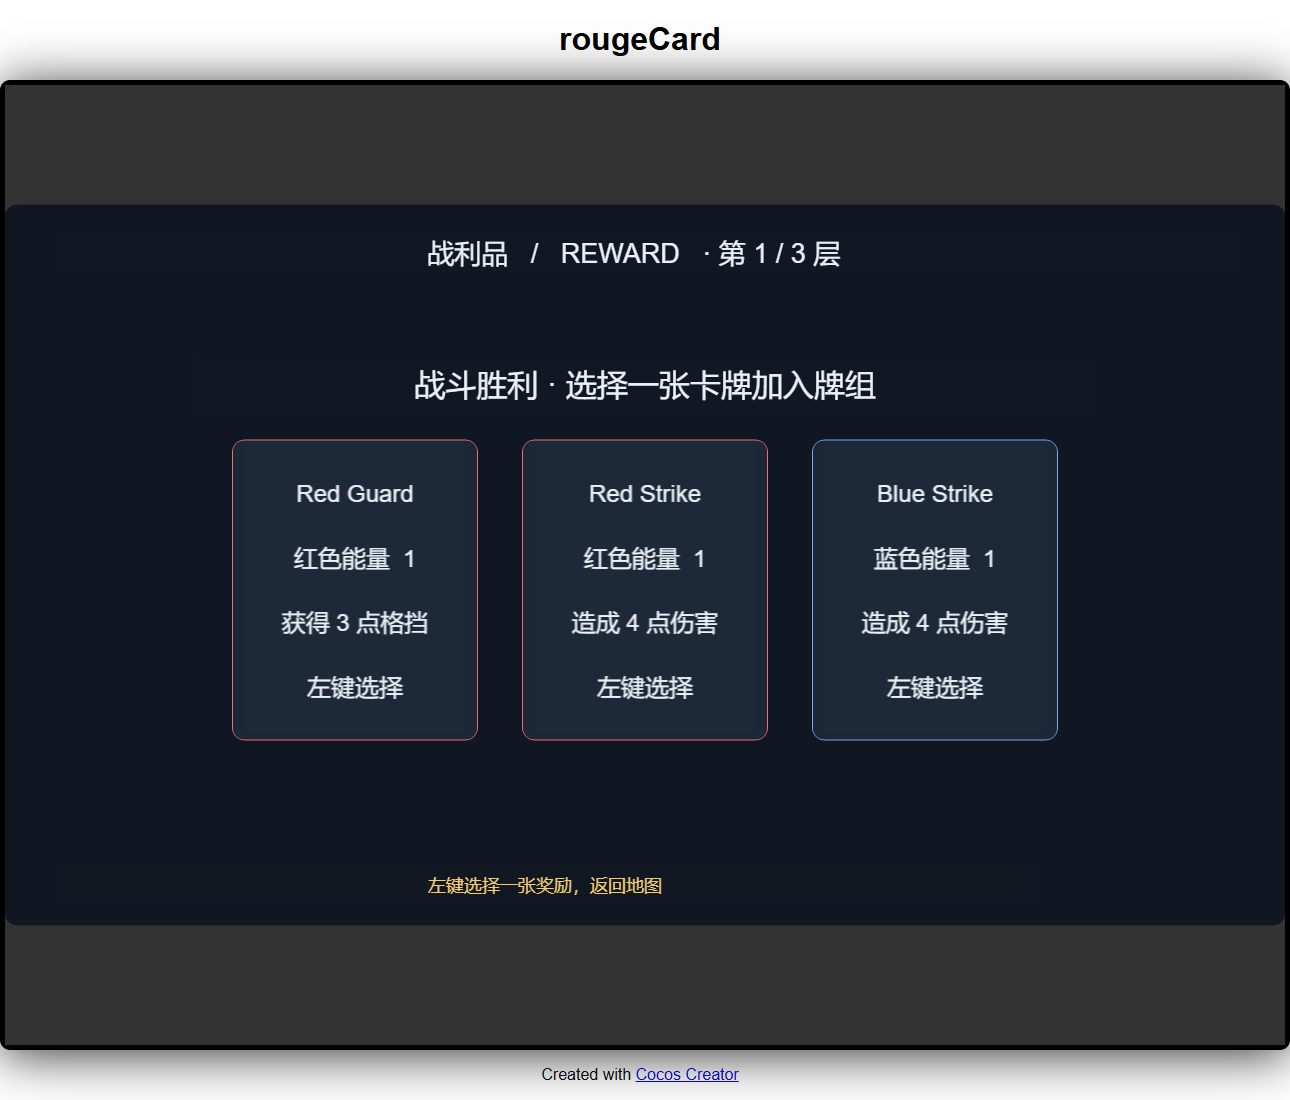 rougeCard
战利品 / REWARD · 第 1 / 3 层
战斗胜利 · 选择一张卡牌加入牌组
Red Guard
红色能量 1
获得 3 点格挡
左键选择
Red Strike
红色能量 1
造成 4 点伤害
左键选择
Blue Strike
蓝色能量 1
造成 4 点伤害
左键选择
左键选择一张奖励，返回地图
Created with Cocos Creator